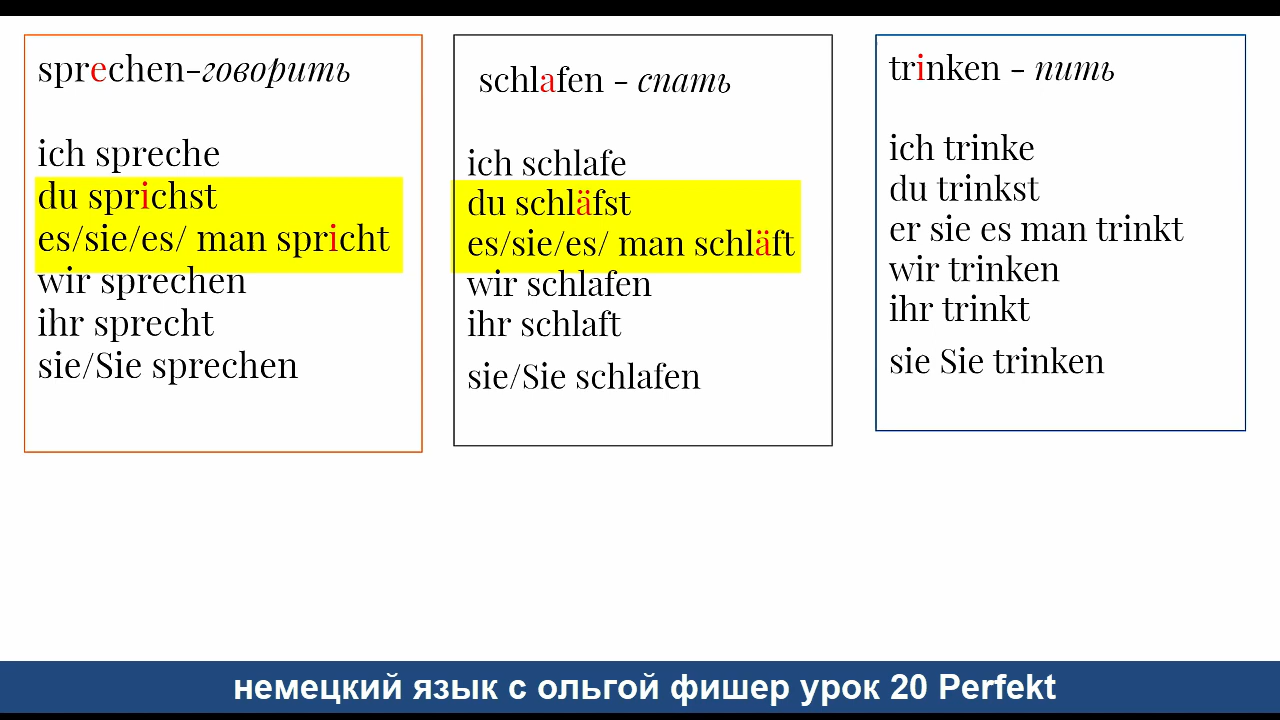 sprechen-говорить
ich spreche
du sprichst
es/sie/es/ man spricht
wir sprechen
ihr sprecht
sie/Sie sprechen
schlafen - спать
ich schlafe
du schläfst
es/sie/es/ man schläft
wir schlafen
ihr schlaft
sie/Sie schlafen
trinken - пить
ich trinke
du trinkst
er sie es man trinkt
wir trinken
ihr trinkt
sie Sie trinken
немецкий язык с ольгой фишер урок 20 Perfekt